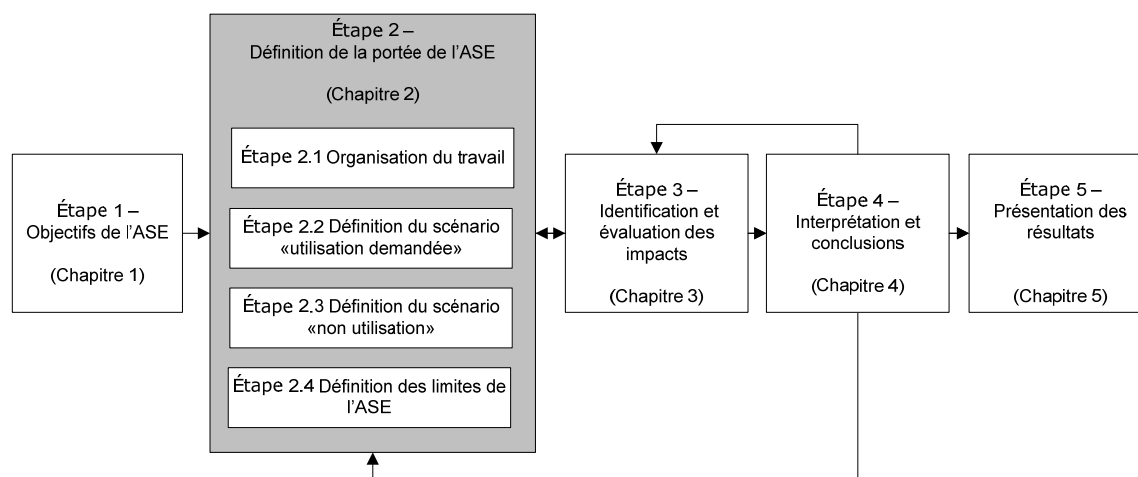 Étape 1 –
Objectifs de l'ASE
(Chapitre 1)
Étape 2 –
Définition de la portée de l'ASE
(Chapitre 2)
Étape 2.1 Organisation du travail
Étape 2.2 Définition du scénario
«utilisation demandée»
Étape 2.3 Définition du scénario
«non utilisation»
Étape 2.4 Définition des limites de
l'ASE
Étape 3 –
Identification et
évaluation des
impacts
(Chapitre 3)
Étape 4 –
Interprétation et
conclusions
(Chapitre 4)
Étape 5 –
Présentation des
résultats
(Chapitre 5)